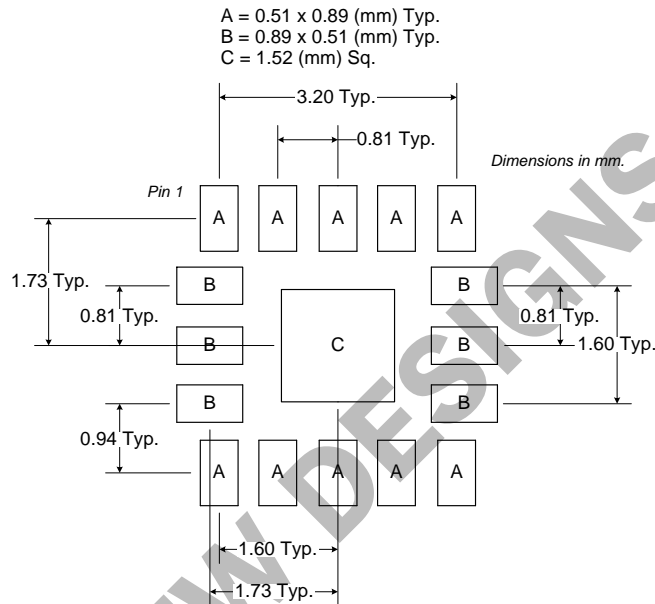 A = 0.51 x 0.89 (mm) Typ.
B = 0.89 x 0.51 (mm) Typ.
C = 1.52 (mm) Sq.
3.20 Typ.
0.81 Typ.
Dimensions in mm.
Pin 1
A A A A A
1.73 Typ.
B B
0.81 Typ. 0.81 Typ.
B C B
1.60 Typ.
B B
0.94 Typ.
A A A A A
1.60 Typ.
1.73 Typ.
DESIGNS